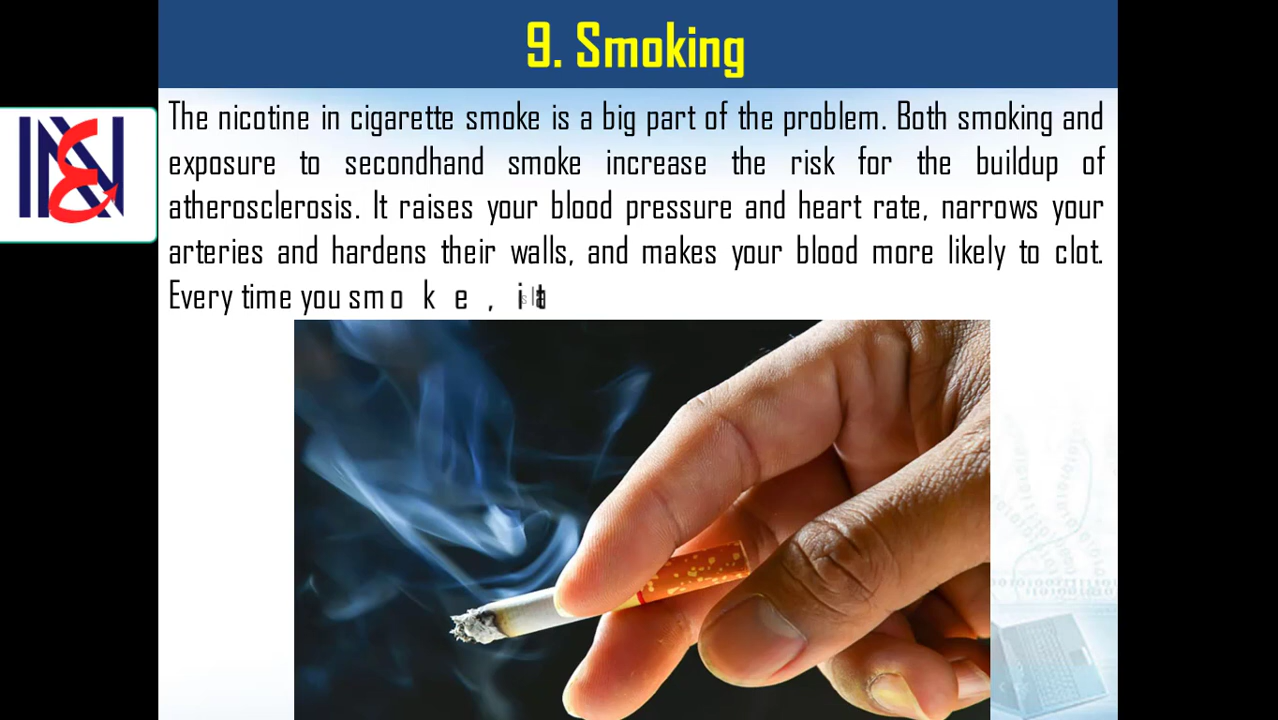 9. Smoking
The nicotine in cigarette smoke is a big part of the problem. Both smoking and
exposure to secondhand smoke increase the risk for the buildup of
atherosclerosis. It raises your blood pressure and heart rate, narrows your
arteries and hardens their walls, and makes your blood more likely to clot.
Every time you smoke, it